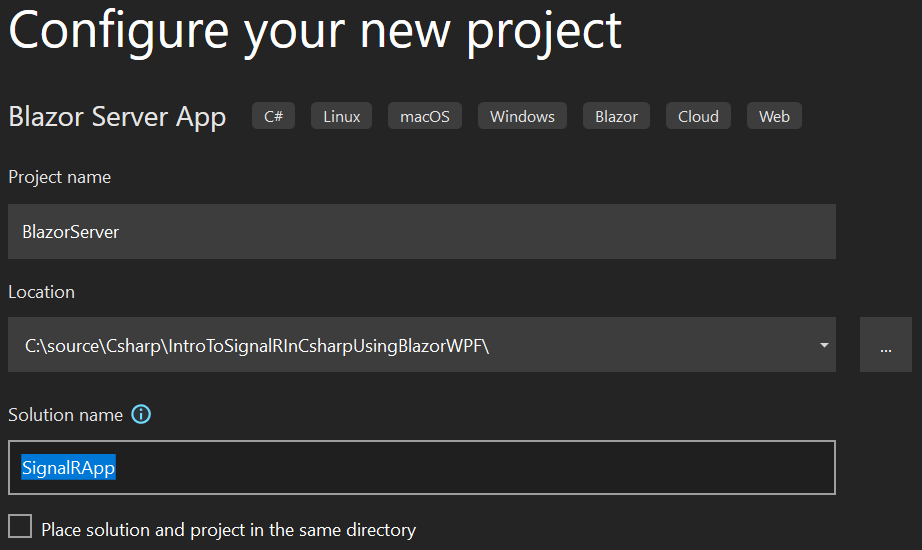 Configure your new project
Blazor Server App C# Linux macOS Windows Blazor Cloud Web
Project name
BlazorServer
Location
C:\source\Csharp\IntroToSignalRInCsharpUsingBlazorWPF\ ...
Solution name
SignalRApp
Place solution and project in the same directory